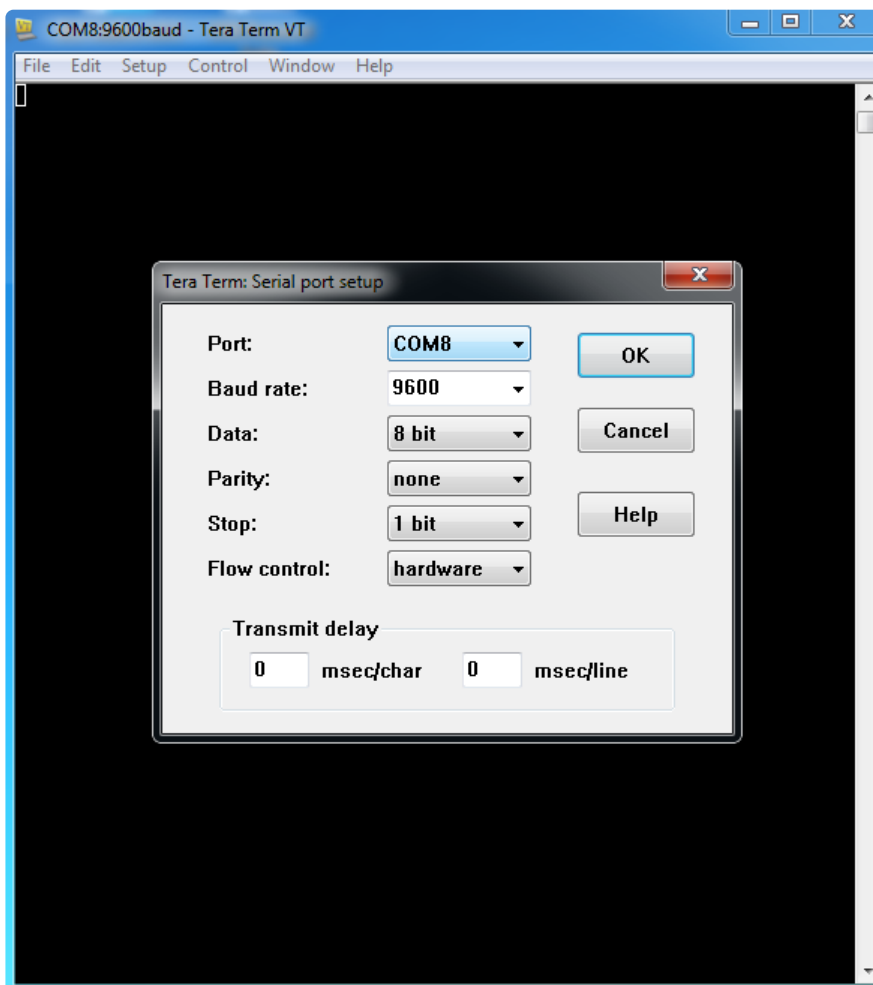 COM8:9600baud - Tera Term VT
File Edit Setup Control Window Help
Tera Term: Serial port setup
Port: COM8 OK
Baud rate: 9600
Data: 8 bit Cancel
Parity: none
Stop: 1 bit Help
Flow control: hardware
Transmit delay
0 msec/char 0 msec/line